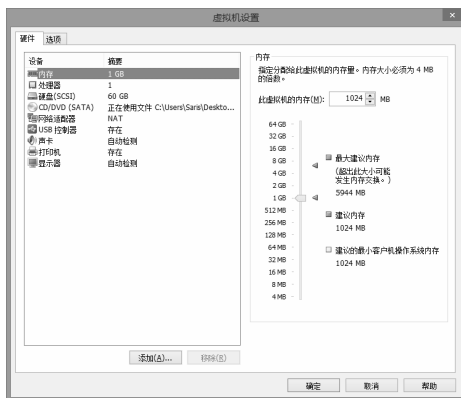 虚拟机设置
硬件 选项
设备 摘要
内存 1 GB
处理器 1
硬盘(SCSI) 60 GB
CD/DVD (SATA) 正在使用文件 C:\Users\Saris\Deskto...
网络适配器 NAT
USB 控制器 存在
声卡 自动检测
打印机 存在
显示器 自动检测
添加(A)... 移除(R)
内存
指定分配给此虚拟机的内存量。内存大小必须为 4 MB
的倍数。
此虚拟机的内存(M): 1024 MB
64 GB
32 GB
16 GB
8 GB
4 GB
2 GB
1 GB
512 MB
256 MB
128 MB
64 MB
32 MB
16 MB
8 MB
4 MB
最大建议内存
(超出此大小可能
发生内存交换。)
5944 MB
建议内存
1024 MB
建议的最小客户机操作系统内存
1024 MB
确定 取消 帮助